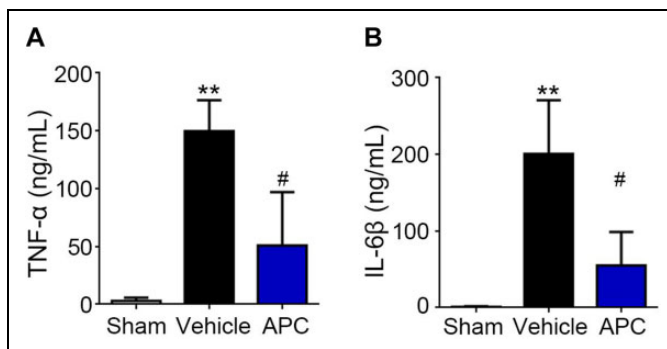 A
TNF-α (ng/mL)
200
150
100
50
0
**
#
Sham Vehicle APC
B
IL-6β (ng/mL)
300
200
100
0
**
#
Sham Vehicle APC